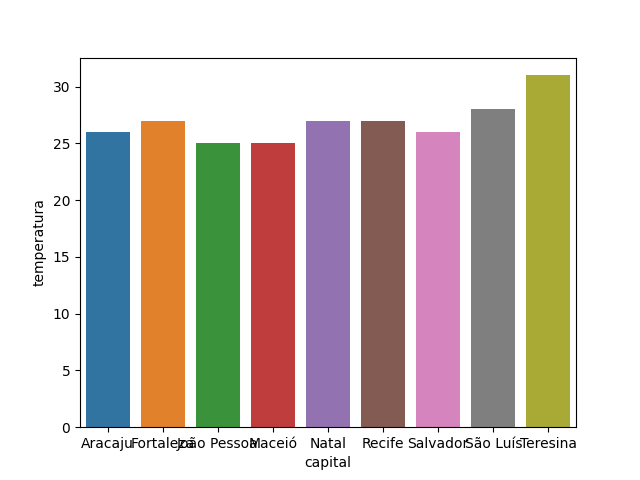 temperatura
30
25
20
15
10
5
0
Aracaju Fortaleza João Pessoa Maceió Natal Recife Salvador São Luís Teresina
capital